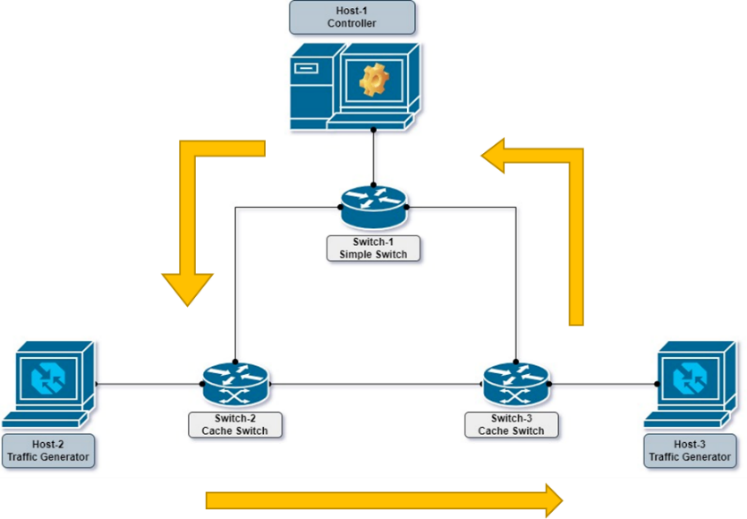 Host-1
Controller
Switch-1
Simple Switch
Switch-2
Cache Switch
Switch-3
Cache Switch
Host-2
Traffic Generator
Host-3
Traffic Generator